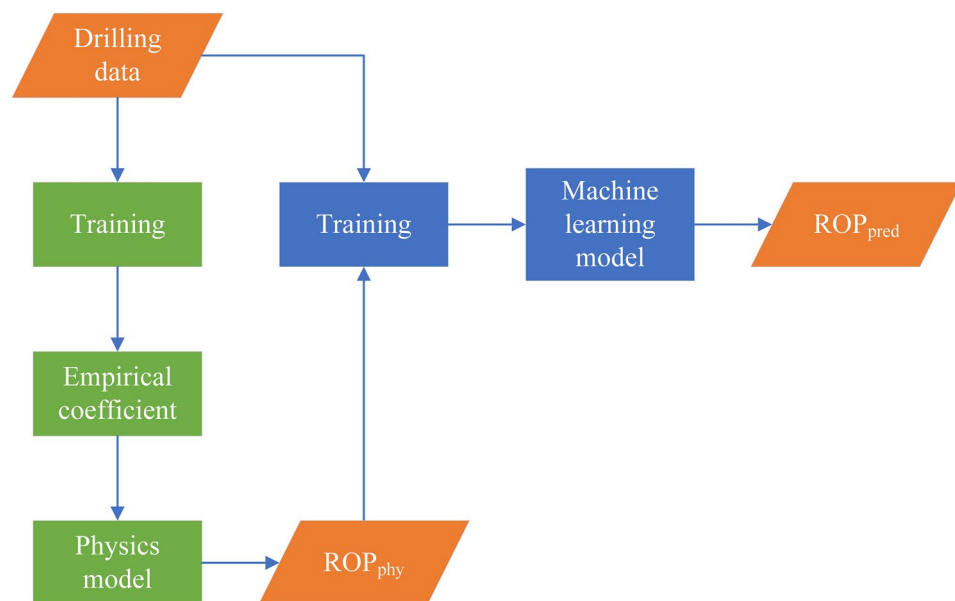 Drilling
data
Training
Training
Machine
learning
model
ROPpred
Empirical
coefficient
Physics
model
ROPphy